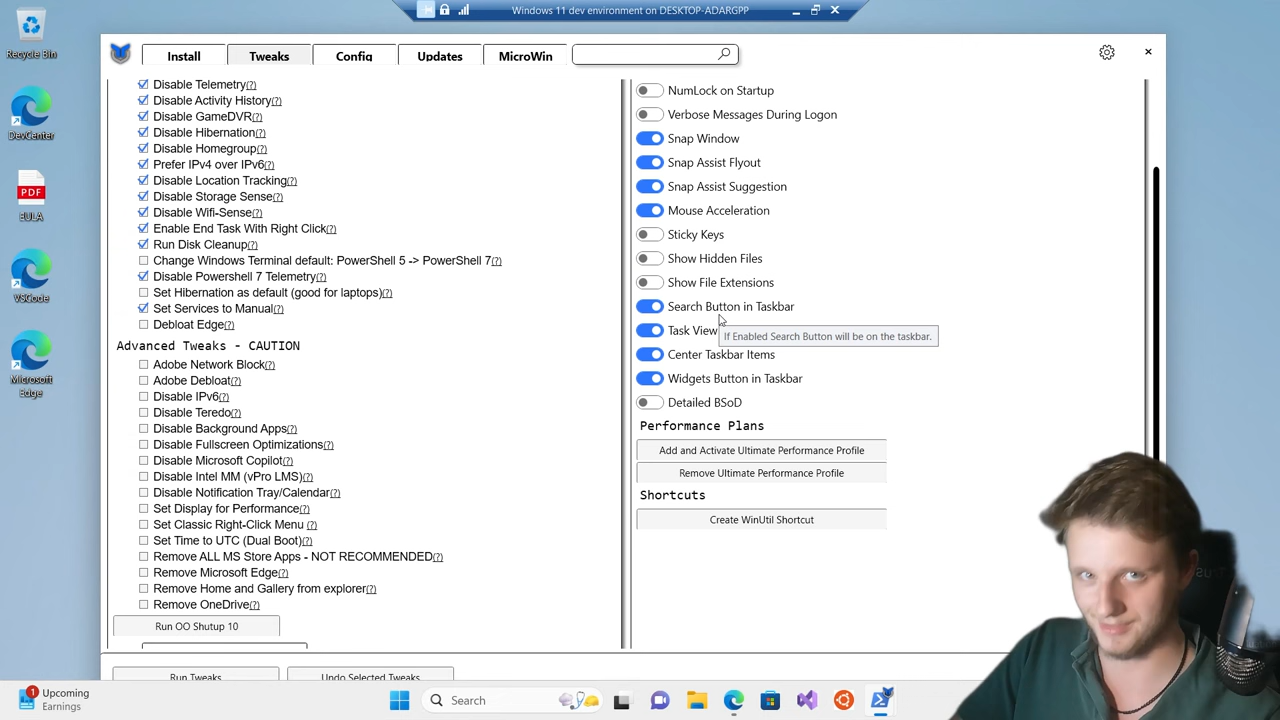 Windows 11 dev environment on DESKTOP-ADARGPP
Recycle Bin
DevCenter
PDF
EULA
VSCode
Microsoft
Edge
Install
Tweaks
Config
Updates
MicroWin
Disable Telemetry(?)
Disable Activity History(?)
Disable GameDVR(?)
Disable Hibernation(?)
Disable Homegroup(?)
Prefer IPv4 over IPv6(?)
Disable Location Tracking(?)
Disable Storage Sense(?)
Disable Wifi-Sense(?)
Enable End Task With Right Click(?)
Run Disk Cleanup(?)
Change Windows Terminal default: PowerShell 5 -> PowerShell 7(?)
Disable Powershell 7 Telemetry(?)
Set Hibernation as default (good for laptops)(?)
Set Services to Manual(?)
Debloat Edge(?)
Advanced Tweaks - CAUTION
Adobe Network Block(?)
Adobe Debloat(?)
Disable IPv6(?)
Disable Teredo(?)
Disable Background Apps(?)
Disable Fullscreen Optimizations(?)
Disable Microsoft Copilot(?)
Disable Intel MM (vPro LMS)(?)
Disable Notification Tray/Calendar(?)
Set Display for Performance(?)
Set Classic Right-Click Menu (?)
Set Time to UTC (Dual Boot)(?)
Remove ALL MS Store Apps - NOT RECOMMENDED(?)
Remove Microsoft Edge(?)
Remove Home and Gallery from explorer(?)
Remove OneDrive(?)
Run OO Shutup 10
Run Tweaks
Undo Selected Tweaks
NumLock on Startup
Verbose Messages During Logon
Snap Window
Snap Assist Flyout
Snap Assist Suggestion
Mouse Acceleration
Sticky Keys
Show Hidden Files
Show File Extensions
Search Button in Taskbar
Task View
If Enabled Search Button will be on the taskbar.
Center Taskbar Items
Widgets Button in Taskbar
Detailed BSoD
Performance Plans
Add and Activate Ultimate Performance Profile
Remove Ultimate Performance Profile
Shortcuts
Create WinUtil Shortcut
1
Upcoming
Earnings
Search